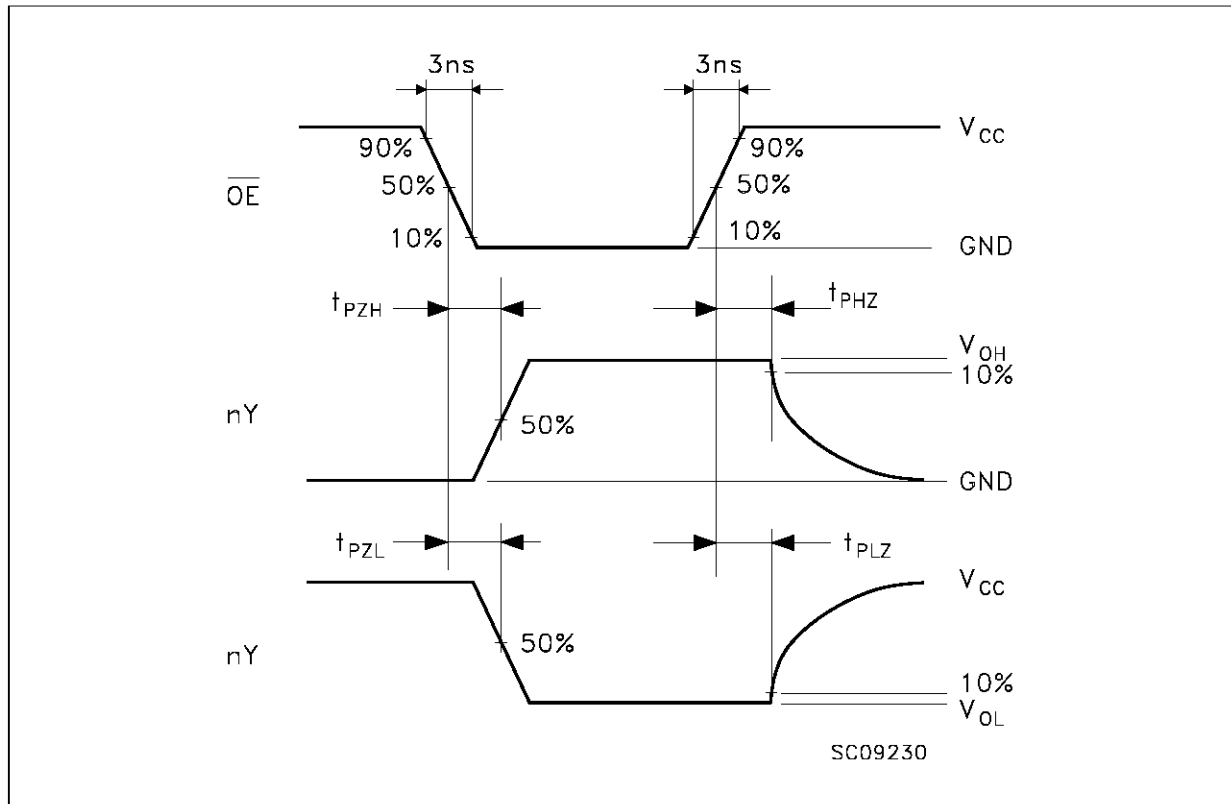 3ns 3ns
V_CC
90% 90%
O̅E̅ 50% 50%
10% 10%
GND
t_PZH t_PHZ
V_OH
10%
nY 50%
GND
t_PZL t_PLZ
V_CC
50%
nY
10%
V_OL
SC09230